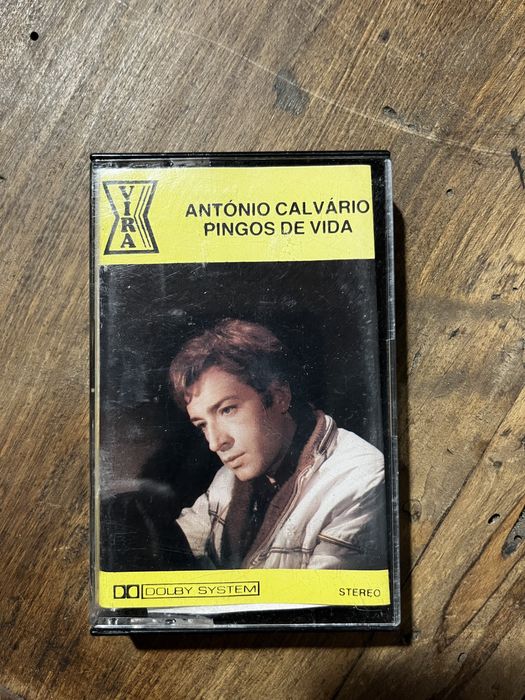 VIRA
ANTÓNIO CALVÁRIO
PINGOS DE VIDA
DOLBY SYSTEM
STEREO